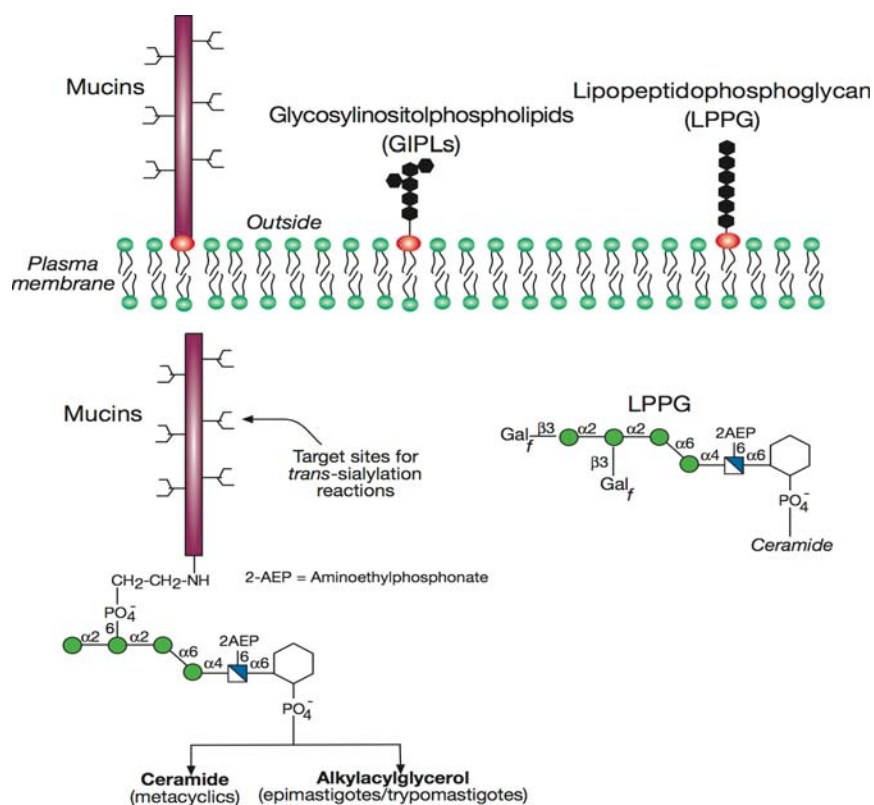 Mucins
Glycosylinositolphospholipids
(GIPLs)
Lipopeptidophosphoglycan
(LPPG)
Outside
Plasma
membrane
Mucins
Target sites for
trans-sialylation
reactions
2-AEP = Aminoethylphosphonate
CH₂-CH₂-NH
PO₄⁻
6
α2
α2
α6
α4
2AEP
6
α6
PO₄⁻
Ceramide
(metacyclics)
Alkylacylglycerol
(epimastigotes/trypomastigotes)
LPPG
Gal f
β3
α2
α2
β3
Gal f
α6
α4
2AEP
6
α6
PO₄⁻
Ceramide